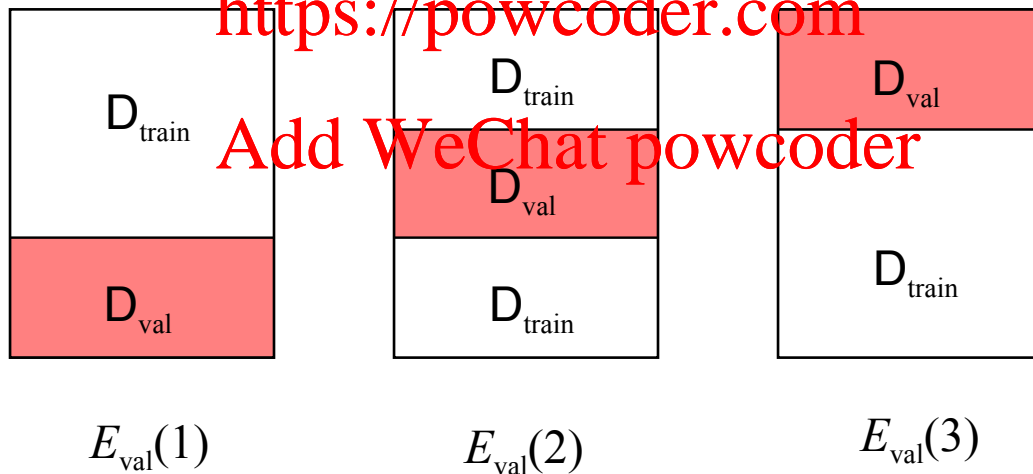 https://powcoder.com
D_train
D_train
D_val
Add WeChat powcoder
D_val
D_train
D_val
D_train
E_val(1)
E_val(2)
E_val(3)